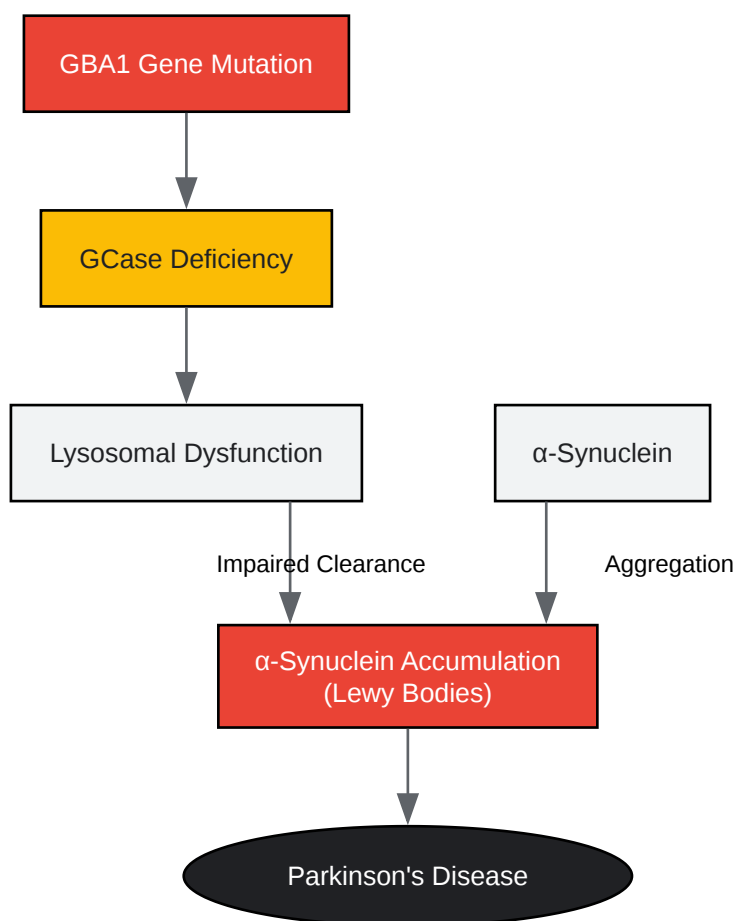 GBA1 Gene Mutation
GCase Deficiency
Lysosomal Dysfunction
α-Synuclein
Impaired Clearance
Aggregation
α-Synuclein Accumulation
(Lewy Bodies)
Parkinson's Disease